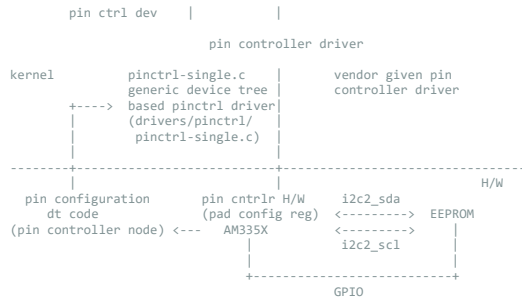 pin ctrl dev | |
pin controller driver
kernel pinctrl-single.c | vendor given pin
generic device tree | controller driver
+----> based pinctrl driver|
| (drivers/pinctrl/ |
| pinctrl-single.c) |
| |
--------+--------------------------+-------------------------------
| | H/W
pin configuration pin cntrlr H/W i2c2_sda
dt code (pad config reg) <---------> EEPROM
(pin controller node) <--- AM335X <---------> |
| i2c2_scl |
| |
+--------------------------+
GPIO